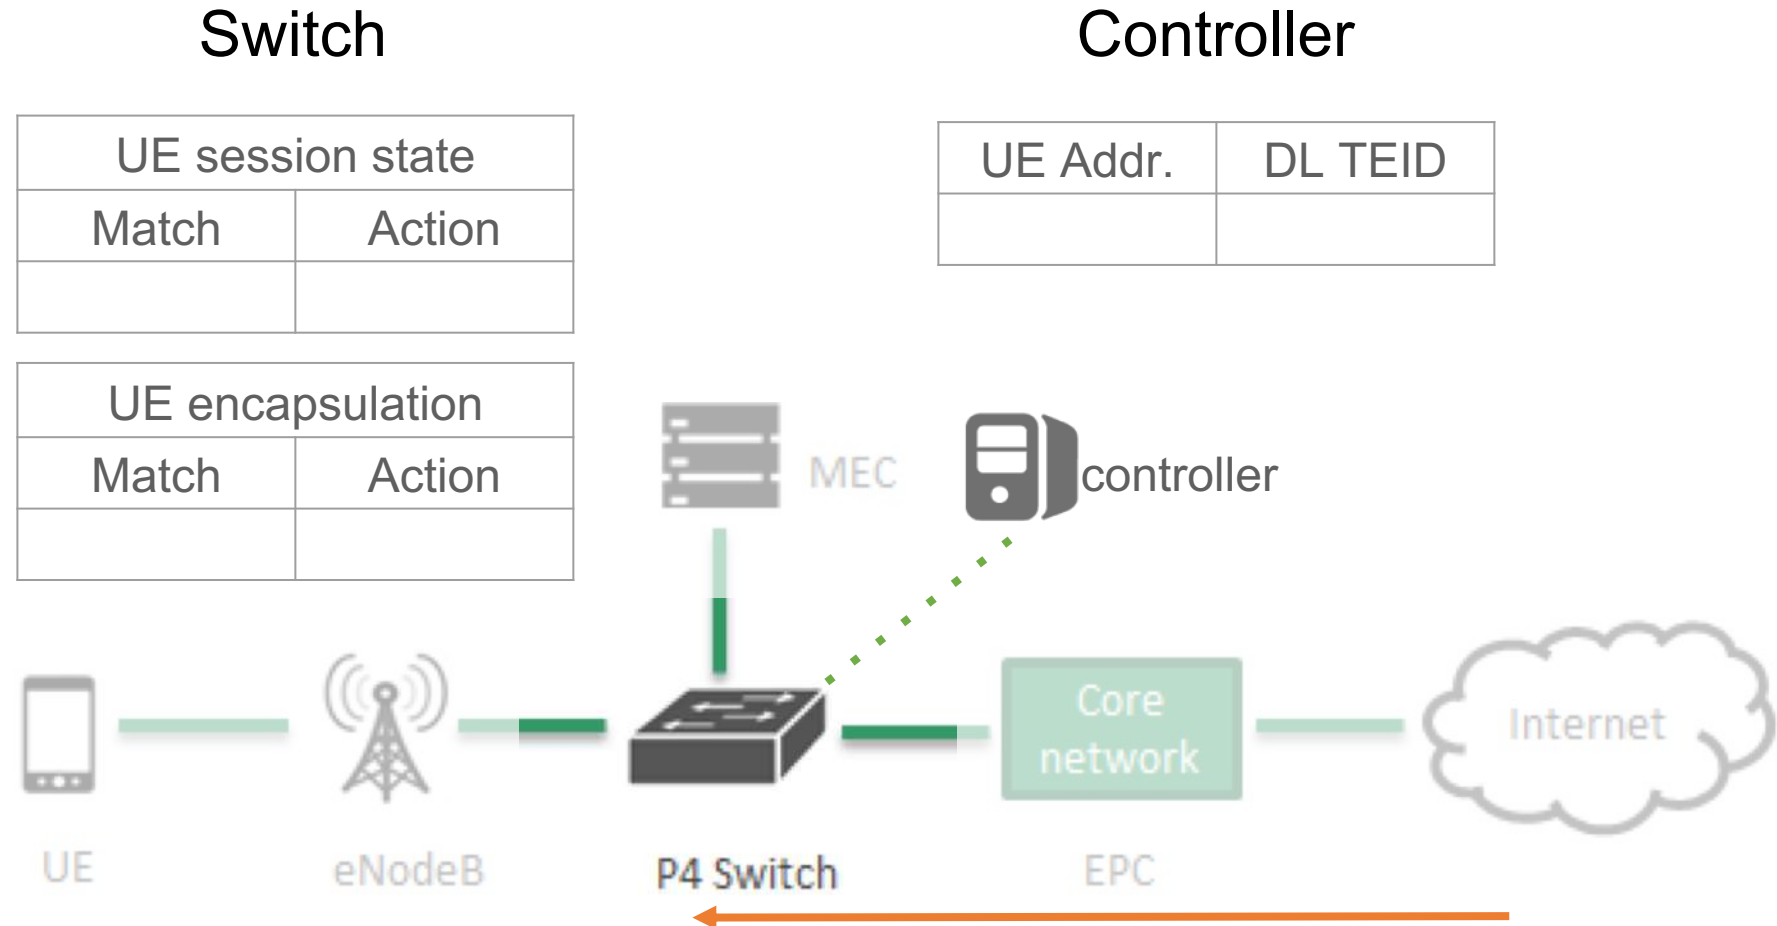 Switch
Controller
UE session state
Match Action
UE Addr. DL TEID
UE encapsulation
Match Action
MEC
controller
Core
network
Internet
UE
eNodeB
P4 Switch
EPC